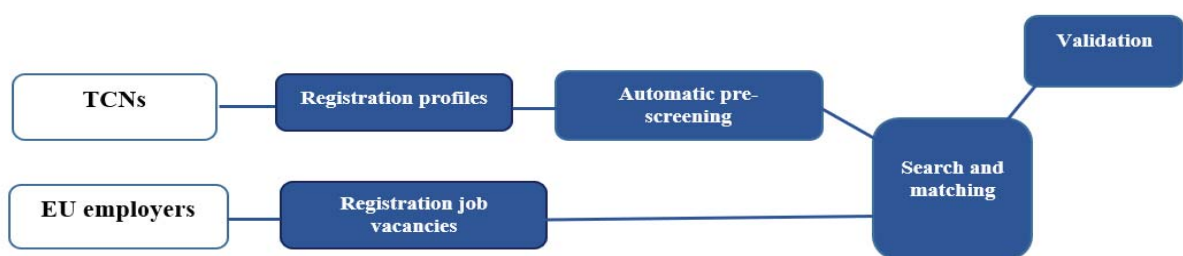 Validation
TCNs
Registration profiles
Automatic pre-
screening
Search and
matching
EU employers
Registration job
vacancies